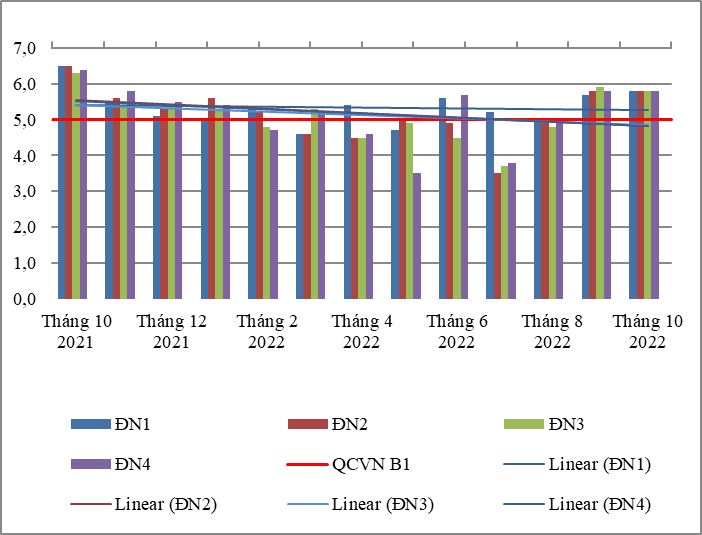 7,0
6,0
5,0
4,0
3,0
2,0
1,0
0,0
Tháng 10 2021
Tháng 12 2021
Tháng 2 2022
Tháng 4 2022
Tháng 6 2022
Tháng 8 2022
Tháng 10 2022
ĐN1
ĐN2
ĐN3
ĐN4
QCVN B1
Linear (ĐN1)
Linear (ĐN2)
Linear (ĐN3)
Linear (ĐN4)